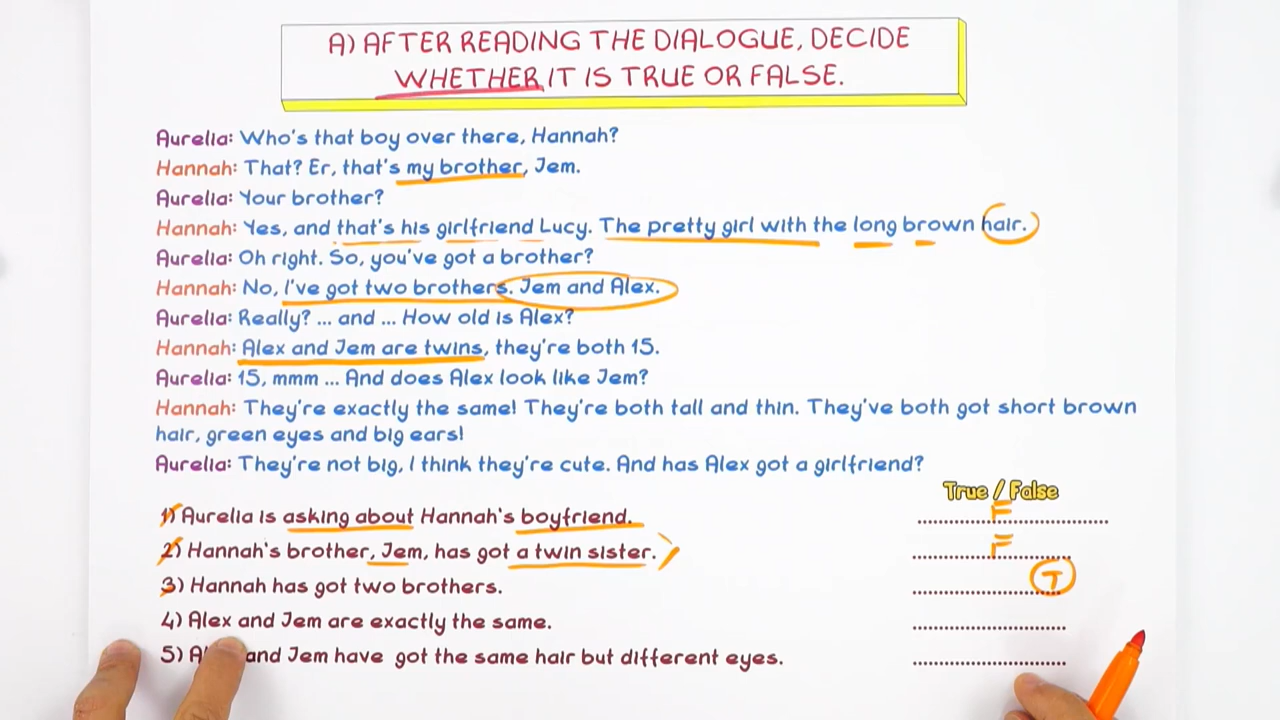 A) AFTER READING THE DIALOGUE, DECIDE
WHETHER IT IS TRUE OR FALSE.
Aurelia: Who's that boy over there, Hannah?
Hannah: That? Er, that's my brother, Jem.
Aurelia: Your brother?
Hannah: Yes, and that's his girlfriend Lucy. The pretty girl with the long brown hair.
Aurelia: Oh right. So, you've got a brother?
Hannah: No, I've got two brothers. Jem and Alex.
Aurelia: Really? ... and ... How old is Alex?
Hannah: Alex and Jem are twins, they're both 15.
Aurelia: 15, mmm ... And does Alex look like Jem?
Hannah: They're exactly the same! They're both tall and thin. They've both got short brown
hair, green eyes and big ears!
Aurelia: They're not big, I think they're cute. And has Alex got a girlfriend?
True / False
1) Aurelia is asking about Hannah's boyfriend. F
2) Hannah's brother, Jem, has got a twin sister. F
3) Hannah has got two brothers. T
4) Alex and Jem are exactly the same.
5) and Jem have got the same hair but different eyes.